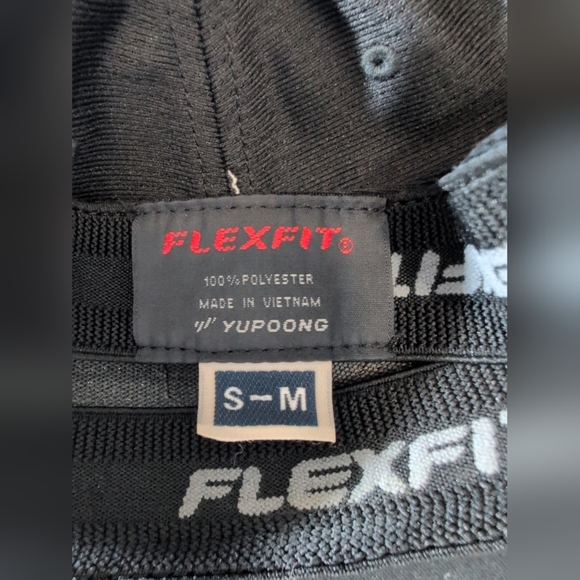 FLEXFIT®
100% POLYESTER
MADE IN VIETNAM
YUPOONG
S-M
FLEXFIT